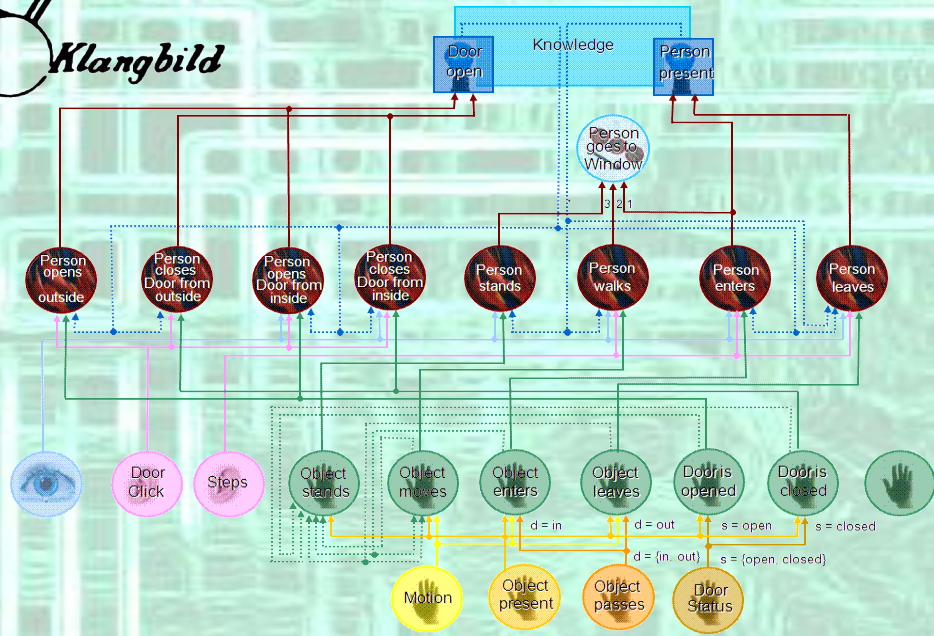 Klangbild
Knowledge
Door
open
Person
present
Person
goes to
Window
3 2 1
Person
opens
outside
Person
closes
Door from
outside
Person
opens
Door from
inside
Person
closes
Door from
inside
Person
stands
Person
walks
Person
enters
Person
leaves
Door
Click
Steps
Object
stands
Object
moves
Object
enters
Object
leaves
Door is
opened
Door is
closed
d = in
d = out
s = open
s = closed
d = {in, out}
s = {open, closed}
Motion
Object
present
Object
passes
Door
Status